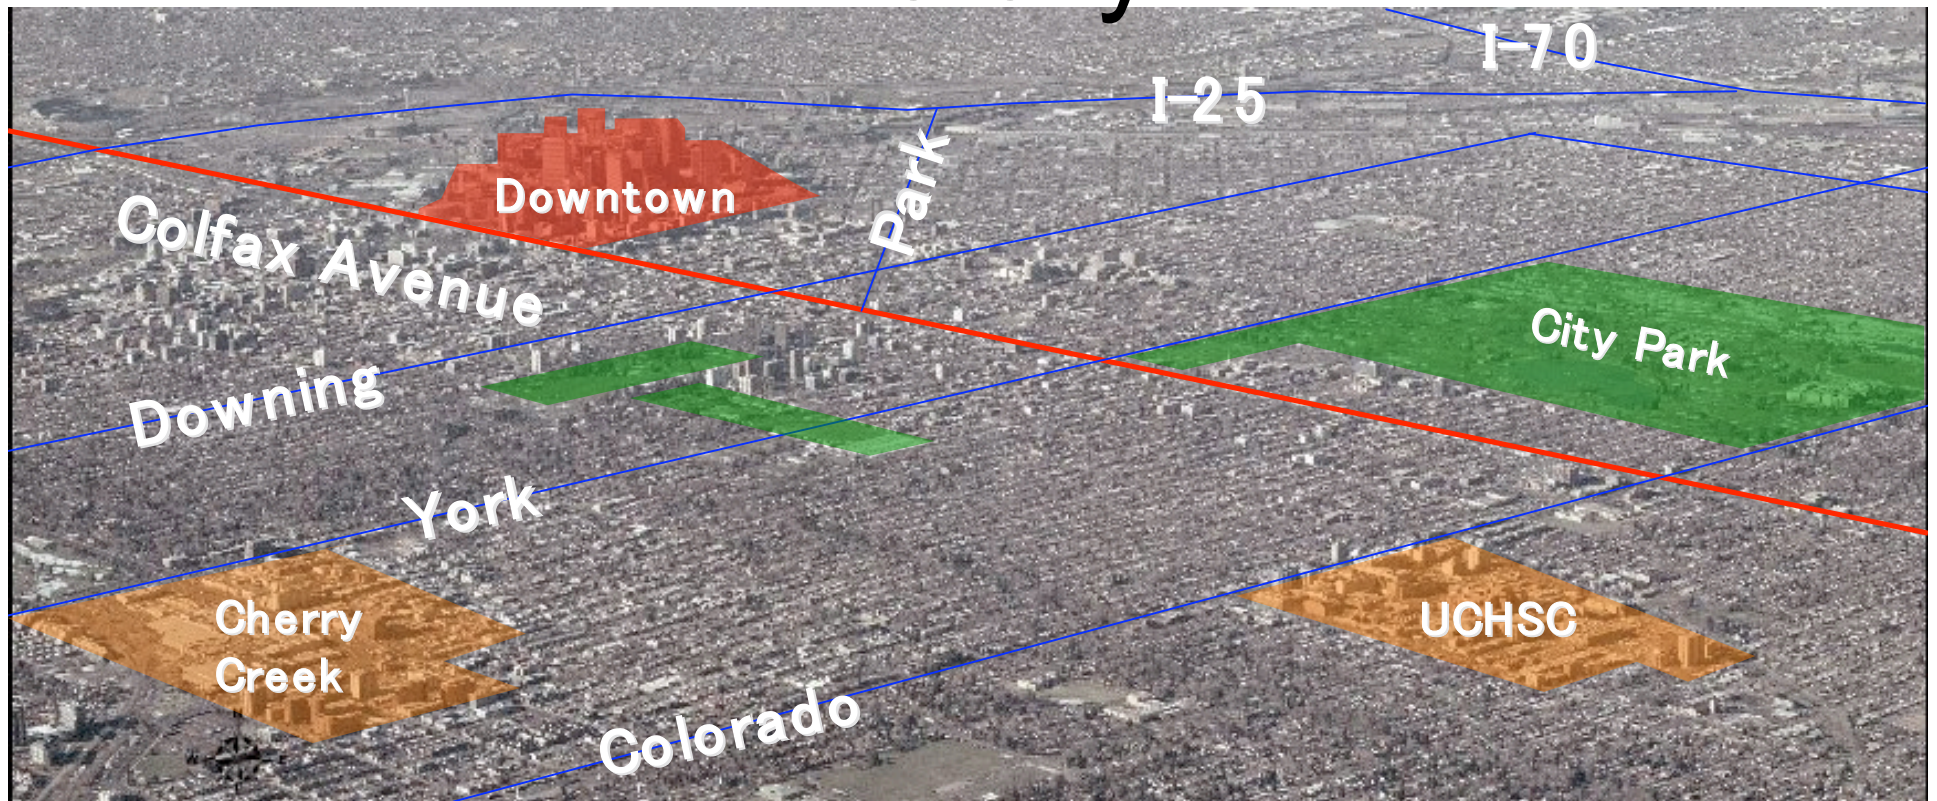 I-70
I-25
Park
Downtown
Colfax Avenue
City Park
Downing
York
Cherry
Creek
UCHSC
Colorado